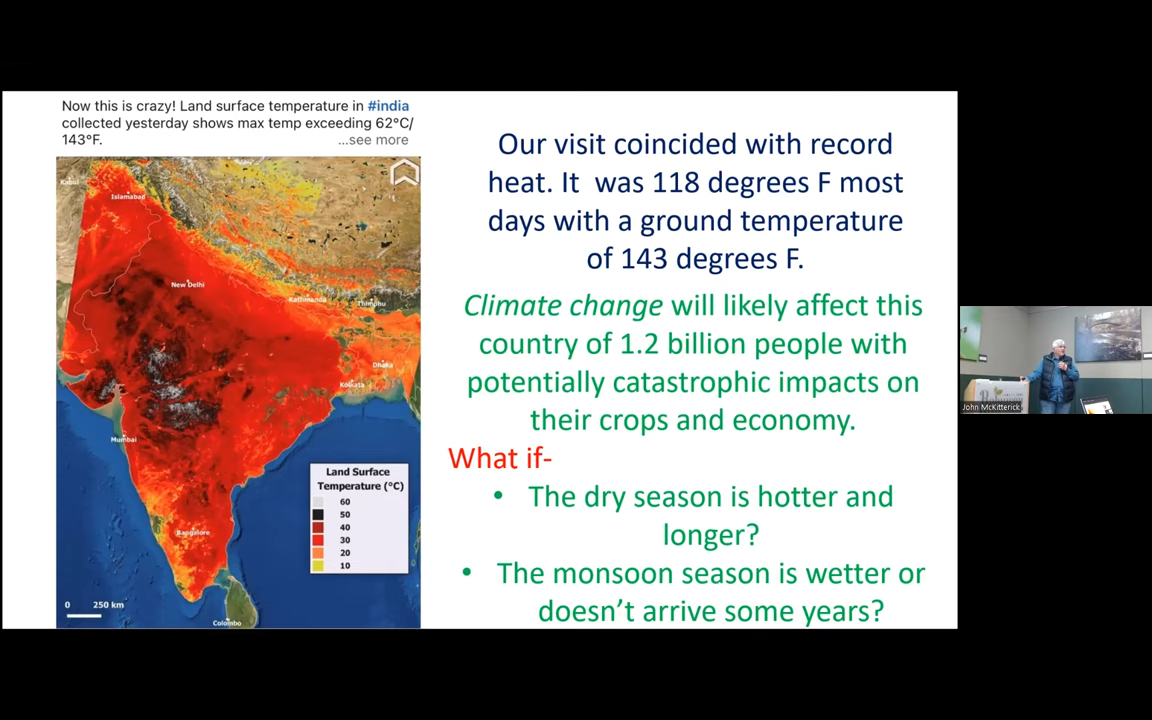 Now this is crazy! Land surface temperature in #india
collected yesterday shows max temp exceeding 62°C/
143°F. ...see more
Kabul
Islamabad
New Delhi
Kathmandu
Thimphu
Dhaka
Kolkata
Mumbai
Bangalore
Colombo
Land Surface
Temperature (°C)
60
50
40
30
20
10
0 250 km
Our visit coincided with record
heat. It was 118 degrees F most
days with a ground temperature
of 143 degrees F.
Climate change will likely affect this
country of 1.2 billion people with
potentially catastrophic impacts on
their crops and economy.
What if-
• The dry season is hotter and
longer?
• The monsoon season is wetter or
doesn't arrive some years?
John McKitterick